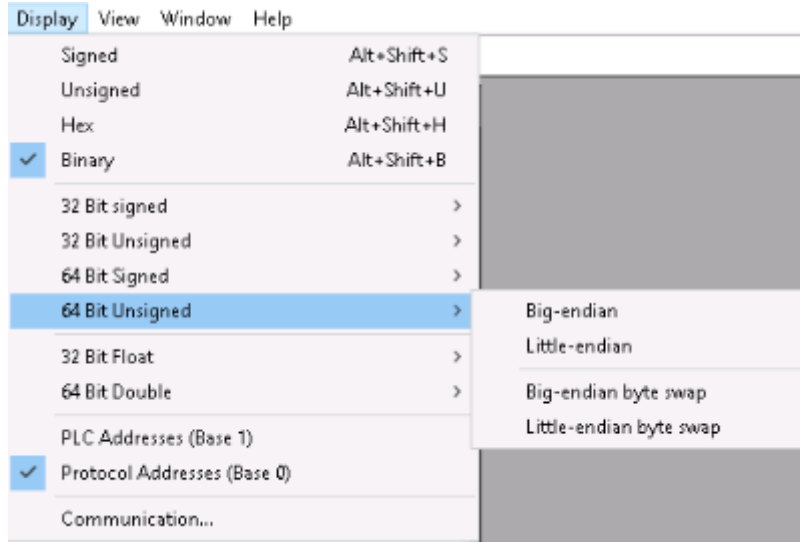 Display View Window Help
Signed Alt+Shift+S
Unsigned Alt+Shift+U
Hex Alt+Shift+H
Binary Alt+Shift+B
32 Bit signed
32 Bit Unsigned
64 Bit Signed
64 Bit Unsigned
Big-endian
Little-endian
Big-endian byte swap
Little-endian byte swap
32 Bit Float
64 Bit Double
PLC Addresses (Base 1)
Protocol Addresses (Base 0)
Communication...